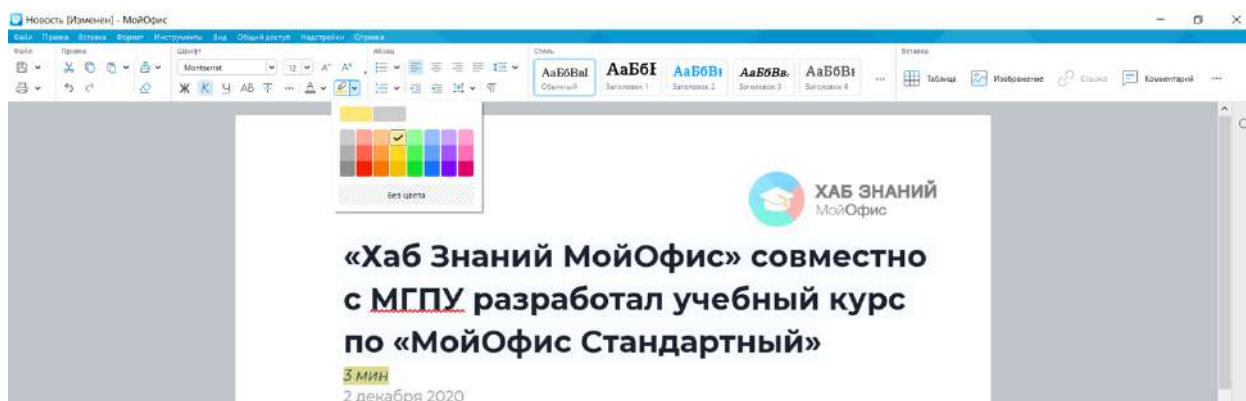 Новость [Изменен] - МойОфис
Файл Правка Вставка Формат Инструменты Вид Общий доступ Надстройки Справка
Файл Правка Шрифт Абзац Стиль Вставка
Montserrat 12 А˅ А˄
Ж К Ч АВ Т ... А ¶
АаБбВвІ АаБбІ АаБбВı АаБбВв. АаБбВı ...
Обычный Заголовок 1 Заголовок 2 Заголовок 3 Заголовок 4
Таблица Изображение Ссылка Комментарий ...
Без цвета
ХАБ ЗНАНИЙ
МойОфис
«Хаб Знаний МойОфис» совместно
с МГПУ разработал учебный курс
по «МойОфис Стандартный»
3 мин
2 декабря 2020